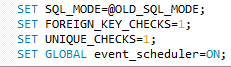 SET SQL_MODE=@OLD_SQL_MODE;
SET FOREIGN_KEY_CHECKS=1;
SET UNIQUE_CHECKS=1;
SET GLOBAL event_scheduler=ON;